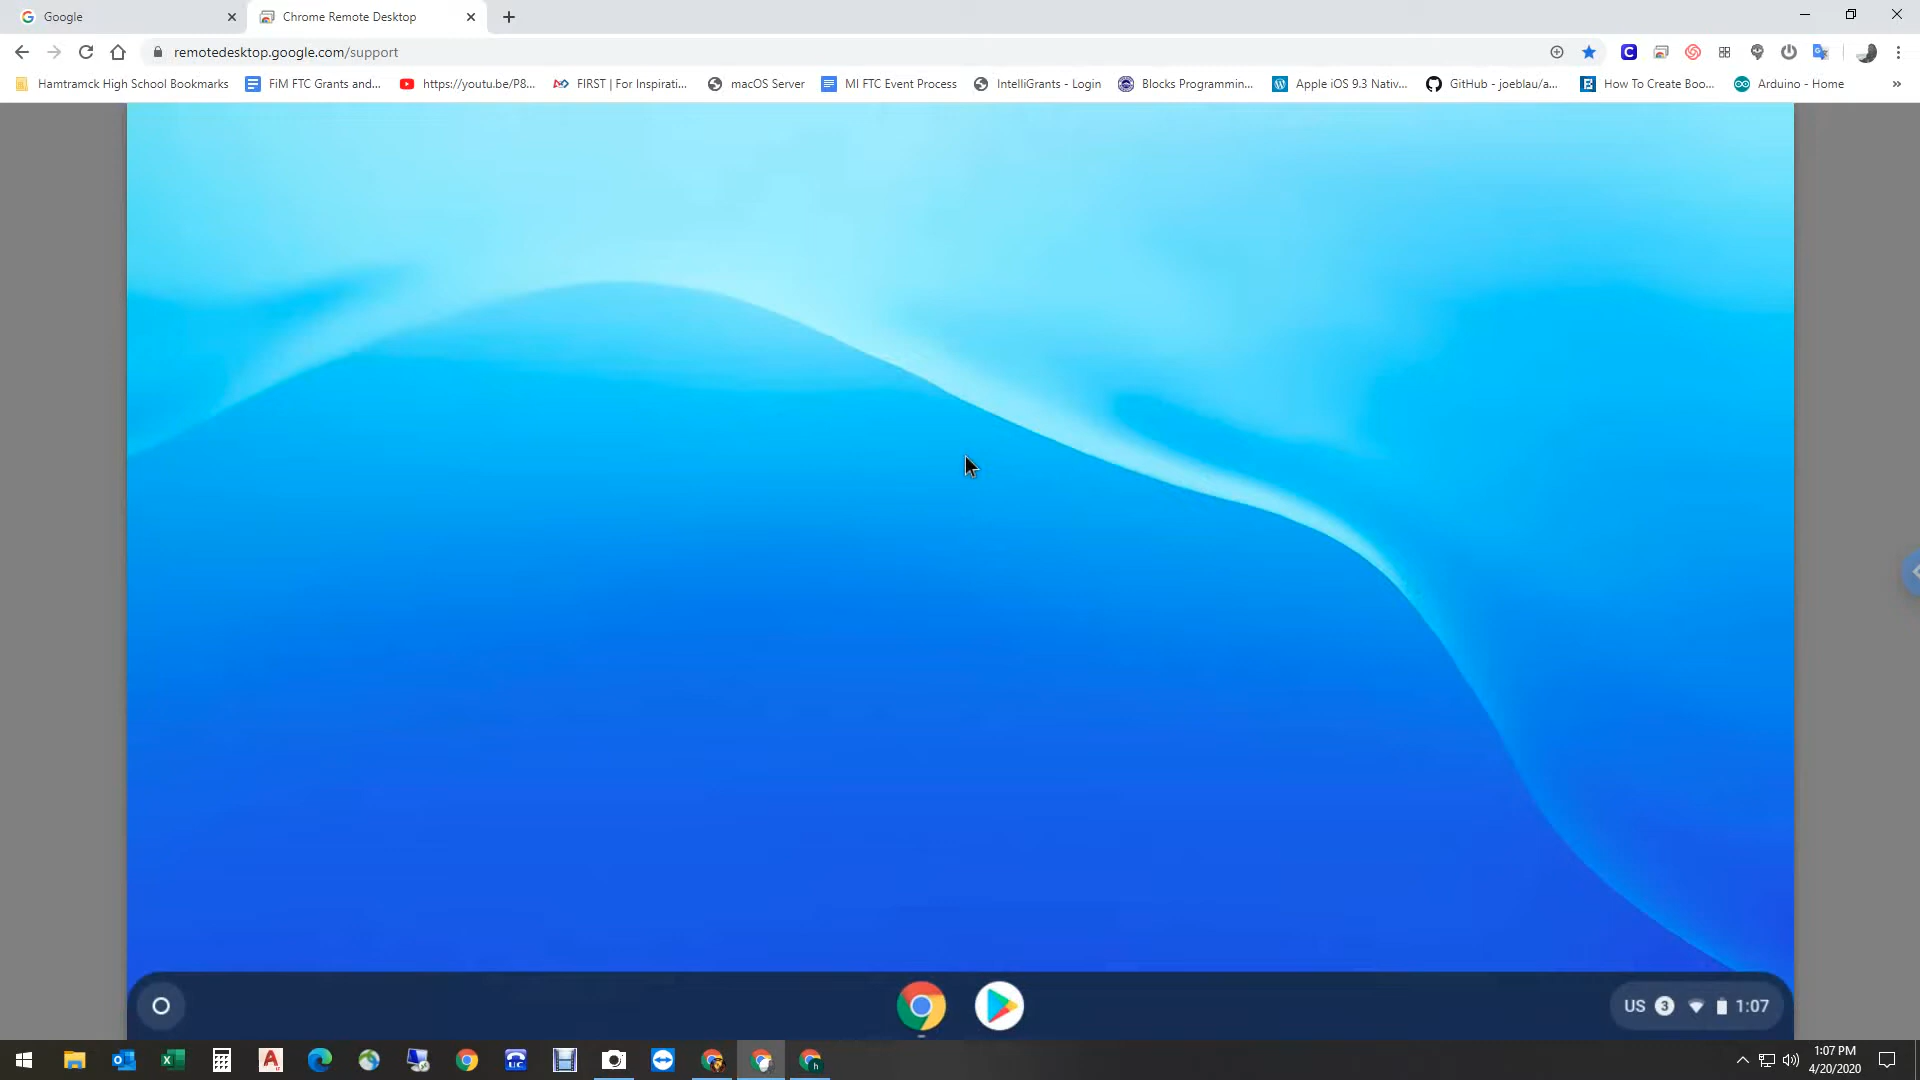 Google
Chrome Remote Desktop
remotedesktop.google.com/support
Hamtramck High School Bookmarks
FiM FTC Grants and...
https://youtu.be/P8...
FIRST | For Inspirati...
macOS Server
MI FTC Event Process
IntelliGrants - Login
Blocks Programmin...
Apple iOS 9.3 Nativ...
GitHub - joeblau/a...
How To Create Boo...
Arduino - Home
US 3 1:07
1:07 PM
4/20/2020